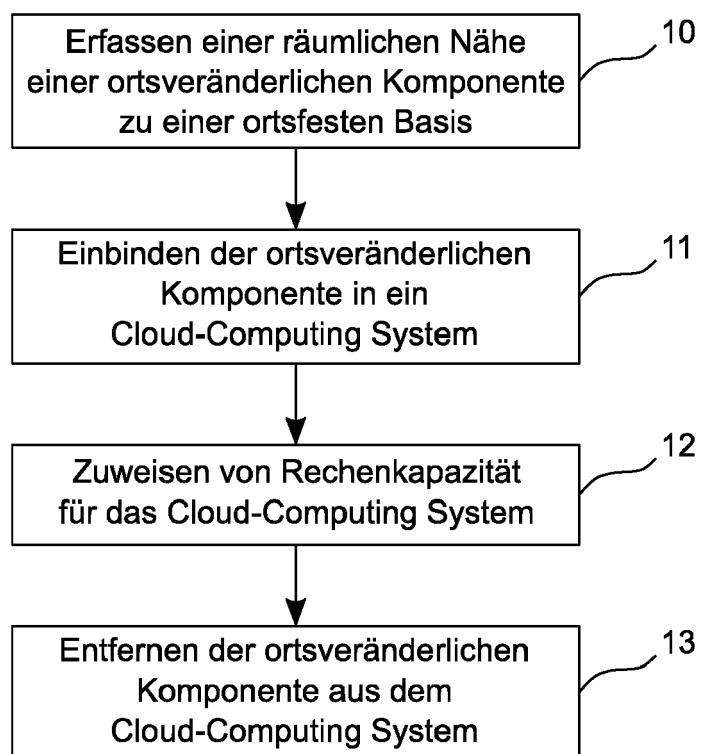 Erfassen einer räumlichen Nähe
einer ortsveränderlichen Komponente
zu einer ortsfesten Basis
10
Einbinden der ortsveränderlichen
Komponente in ein
Cloud-Computing System
11
Zuweisen von Rechenkapazität
für das Cloud-Computing System
12
Entfernen der ortsveränderlichen
Komponente aus dem
Cloud-Computing System
13